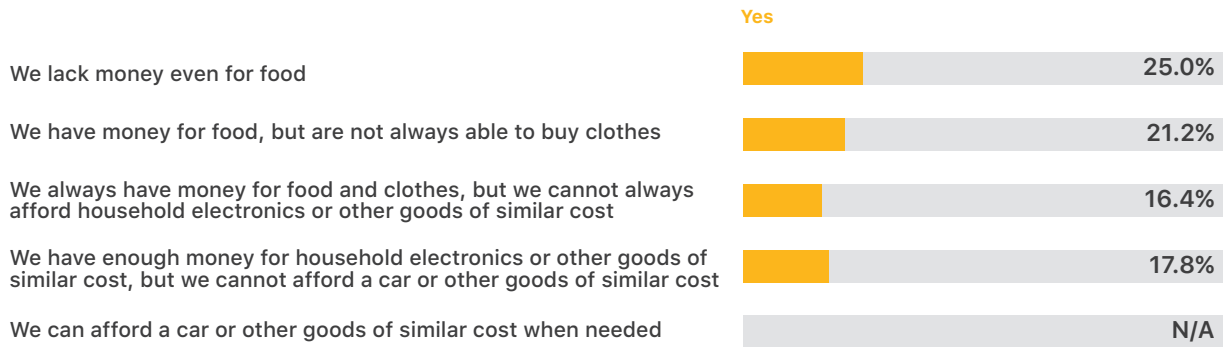 Yes
We lack money even for food
25.0%
We have money for food, but are not always able to buy clothes
21.2%
We always have money for food and clothes, but we cannot always
afford household electronics or other goods of similar cost
16.4%
We have enough money for household electronics or other goods of
similar cost, but we cannot afford a car or other goods of similar cost
17.8%
We can afford a car or other goods of similar cost when needed
N/A